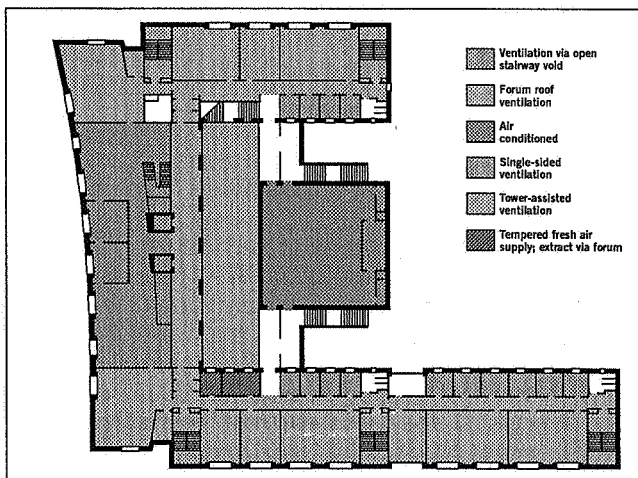 Ventilation via open
stairway void
Forum roof
ventilation
Air
conditioned
Single-sided
ventilation
Tower-assisted
ventilation
Tempered fresh air
supply; extract via forum